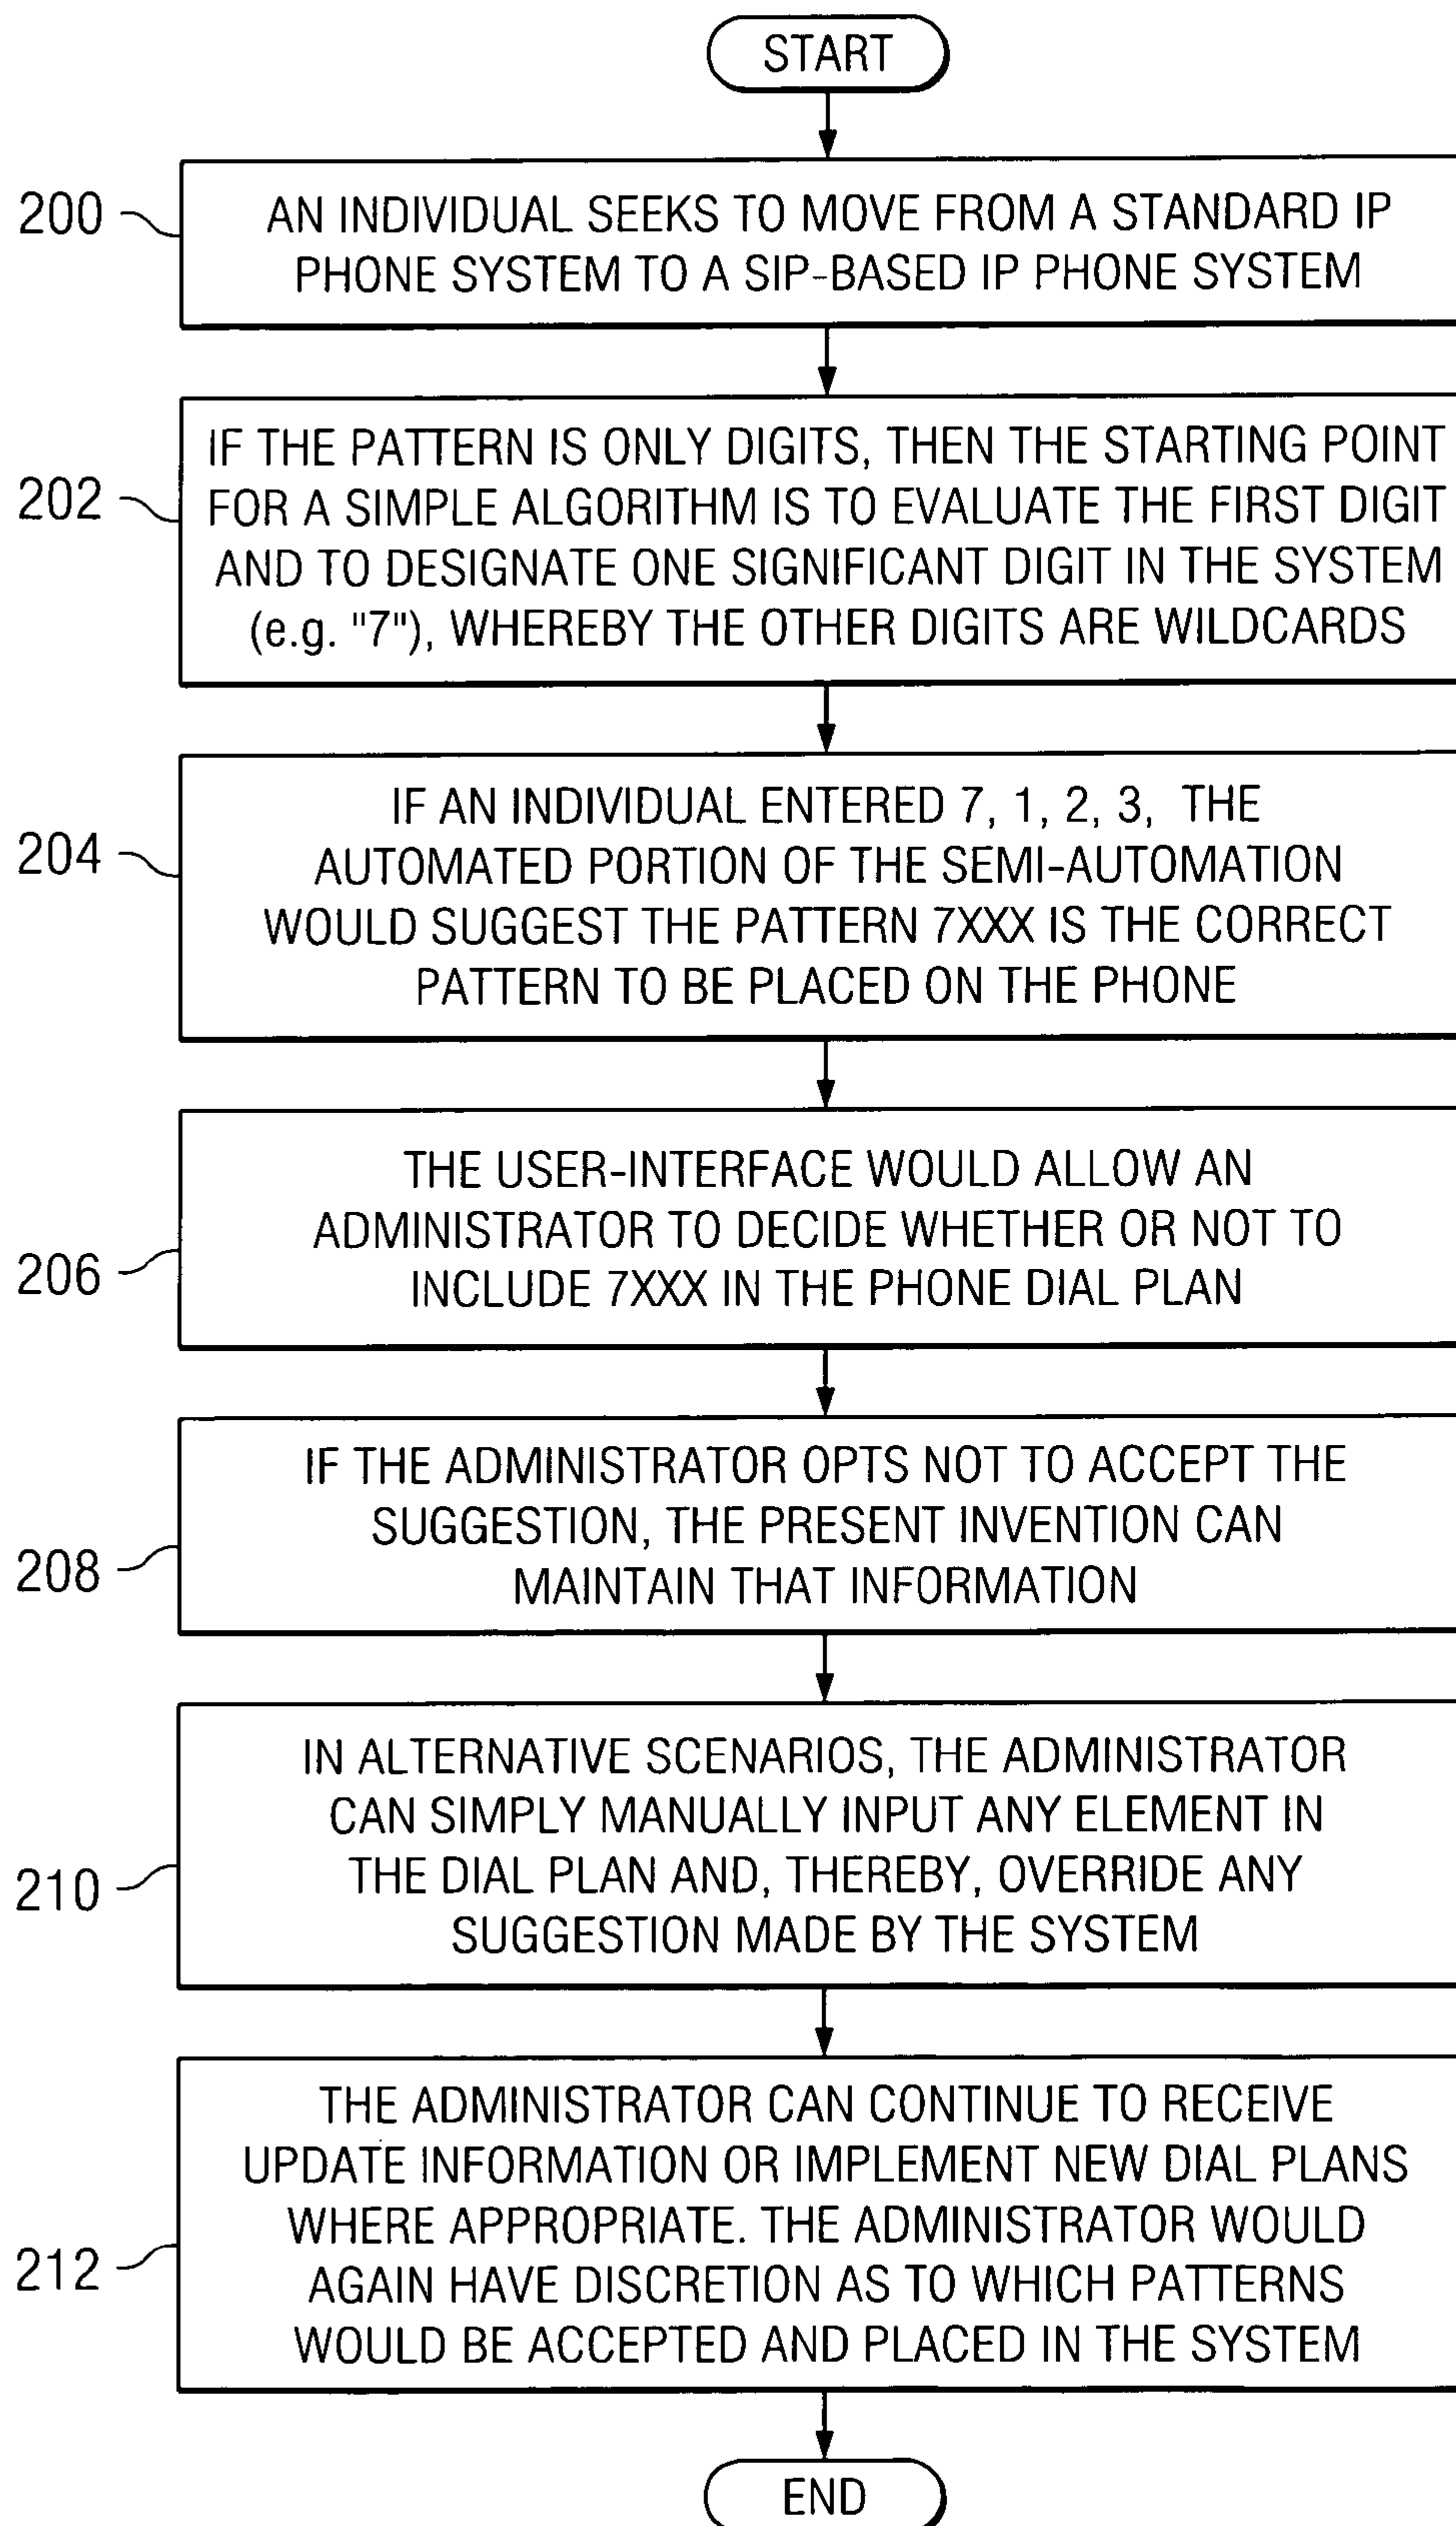 START
200
AN INDIVIDUAL SEEKS TO MOVE FROM A STANDARD IP
PHONE SYSTEM TO A SIP-BASED IP PHONE SYSTEM
202
IF THE PATTERN IS ONLY DIGITS, THEN THE STARTING POINT
FOR A SIMPLE ALGORITHM IS TO EVALUATE THE FIRST DIGIT
AND TO DESIGNATE ONE SIGNIFICANT DIGIT IN THE SYSTEM
(e.g. "7"), WHEREBY THE OTHER DIGITS ARE WILDCARDS
204
IF AN INDIVIDUAL ENTERED 7, 1, 2, 3, THE
AUTOMATED PORTION OF THE SEMI-AUTOMATION
WOULD SUGGEST THE PATTERN 7XXX IS THE CORRECT
PATTERN TO BE PLACED ON THE PHONE
206
THE USER-INTERFACE WOULD ALLOW AN
ADMINISTRATOR TO DECIDE WHETHER OR NOT TO
INCLUDE 7XXX IN THE PHONE DIAL PLAN
208
IF THE ADMINISTRATOR OPTS NOT TO ACCEPT THE
SUGGESTION, THE PRESENT INVENTION CAN
MAINTAIN THAT INFORMATION
210
IN ALTERNATIVE SCENARIOS, THE ADMINISTRATOR
CAN SIMPLY MANUALLY INPUT ANY ELEMENT IN
THE DIAL PLAN AND, THEREBY, OVERRIDE ANY
SUGGESTION MADE BY THE SYSTEM
212
THE ADMINISTRATOR CAN CONTINUE TO RECEIVE
UPDATE INFORMATION OR IMPLEMENT NEW DIAL PLANS
WHERE APPROPRIATE. THE ADMINISTRATOR WOULD
AGAIN HAVE DISCRETION AS TO WHICH PATTERNS
WOULD BE ACCEPTED AND PLACED IN THE SYSTEM
END